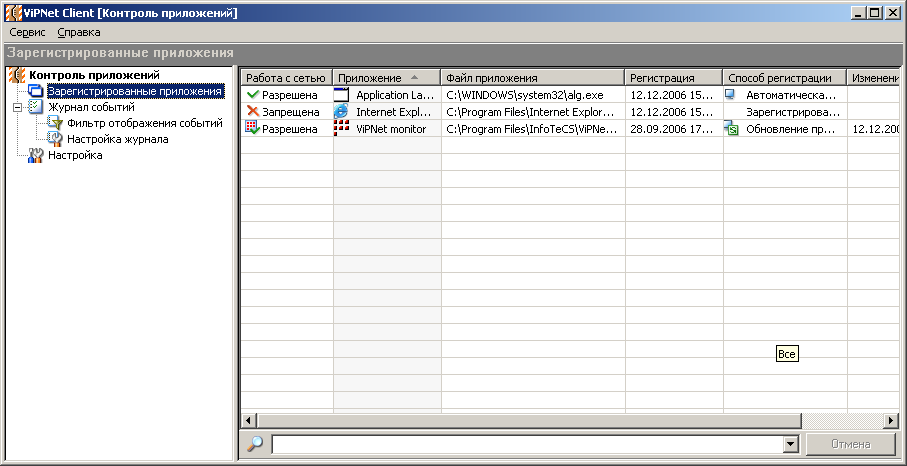 ViPNet Client [Контроль приложений]
Сервис Справка
Зарегистрированные приложения
Контроль приложений
Зарегистрированные приложения
Журнал событий
Фильтр отображения событий
Настройка журнала
Настройка
Работа с сетью Приложение Файл приложения Регистрация Способ регистрации Изменени
Разрешена Application La... C:\WINDOWS\system32\alg.exe 12.12.2006 15... Автоматическа...
Запрещена Internet Explor... C:\Program Files\Internet Explor... 12.12.2006 15... Зарегистрирова...
Разрешена ViPNet monitor C:\Program Files\InfoTeCS\ViPNe... 28.09.2006 17... Обновление пр... 12.12.200
Все
Отмена